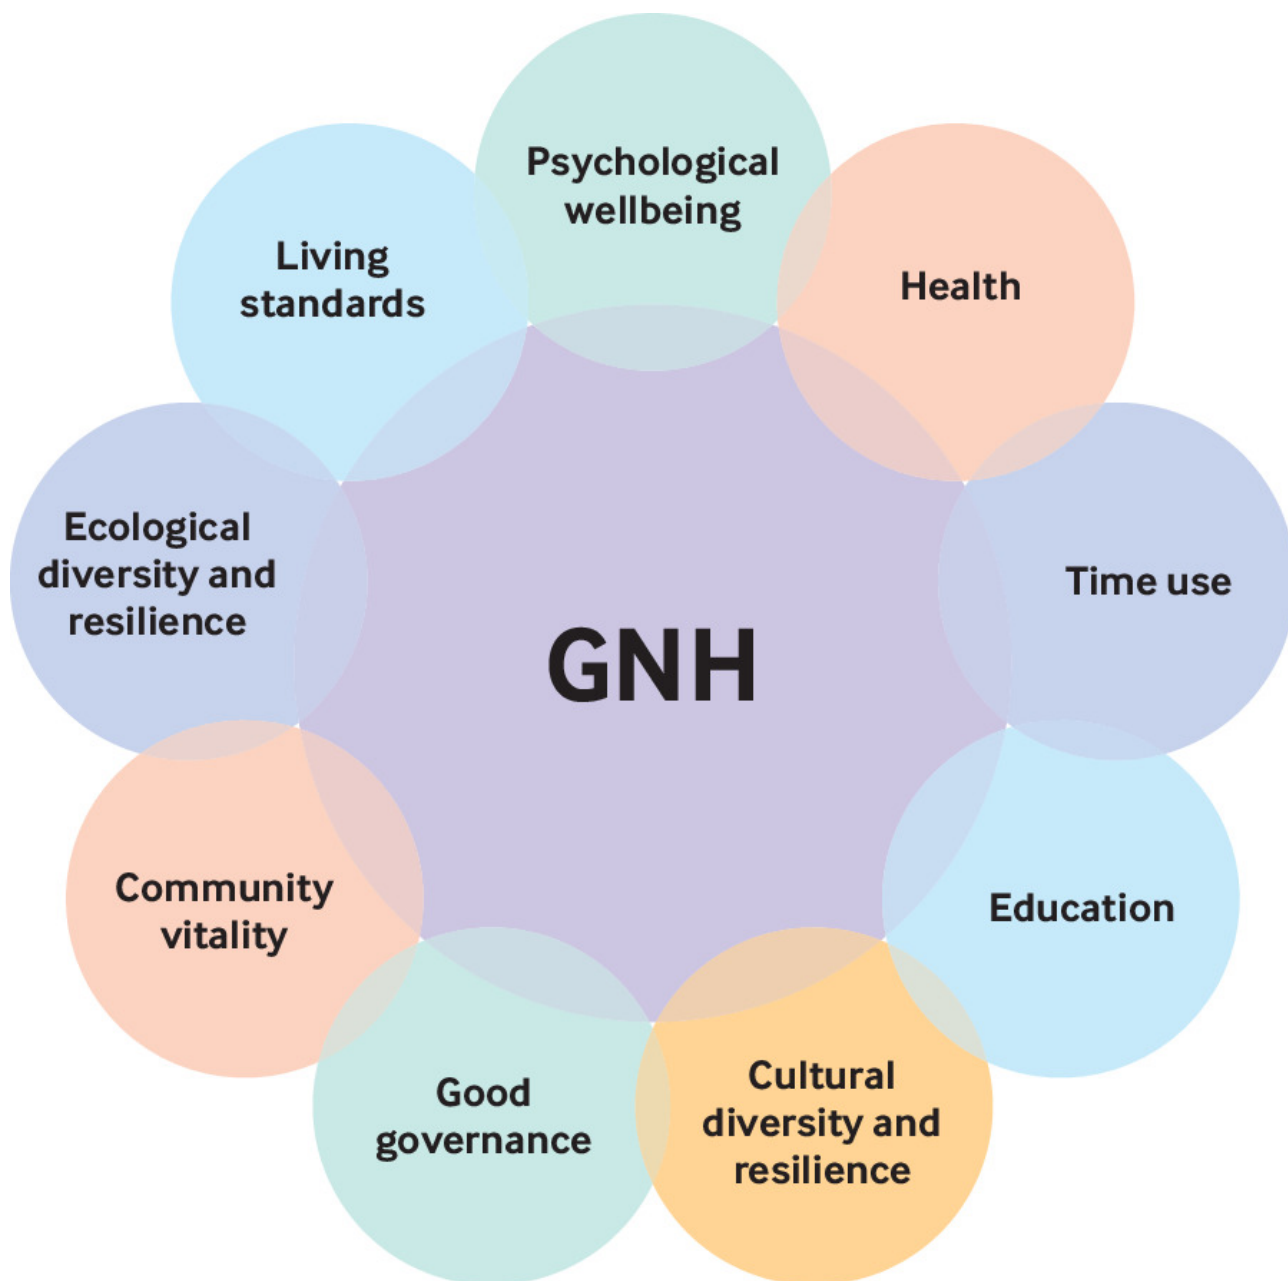 Psychological
wellbeing
Health
Time use
Education
Cultural
diversity and
resilience
Good
governance
Community
vitality
Ecological
diversity and
resilience
Living
standards
GNH